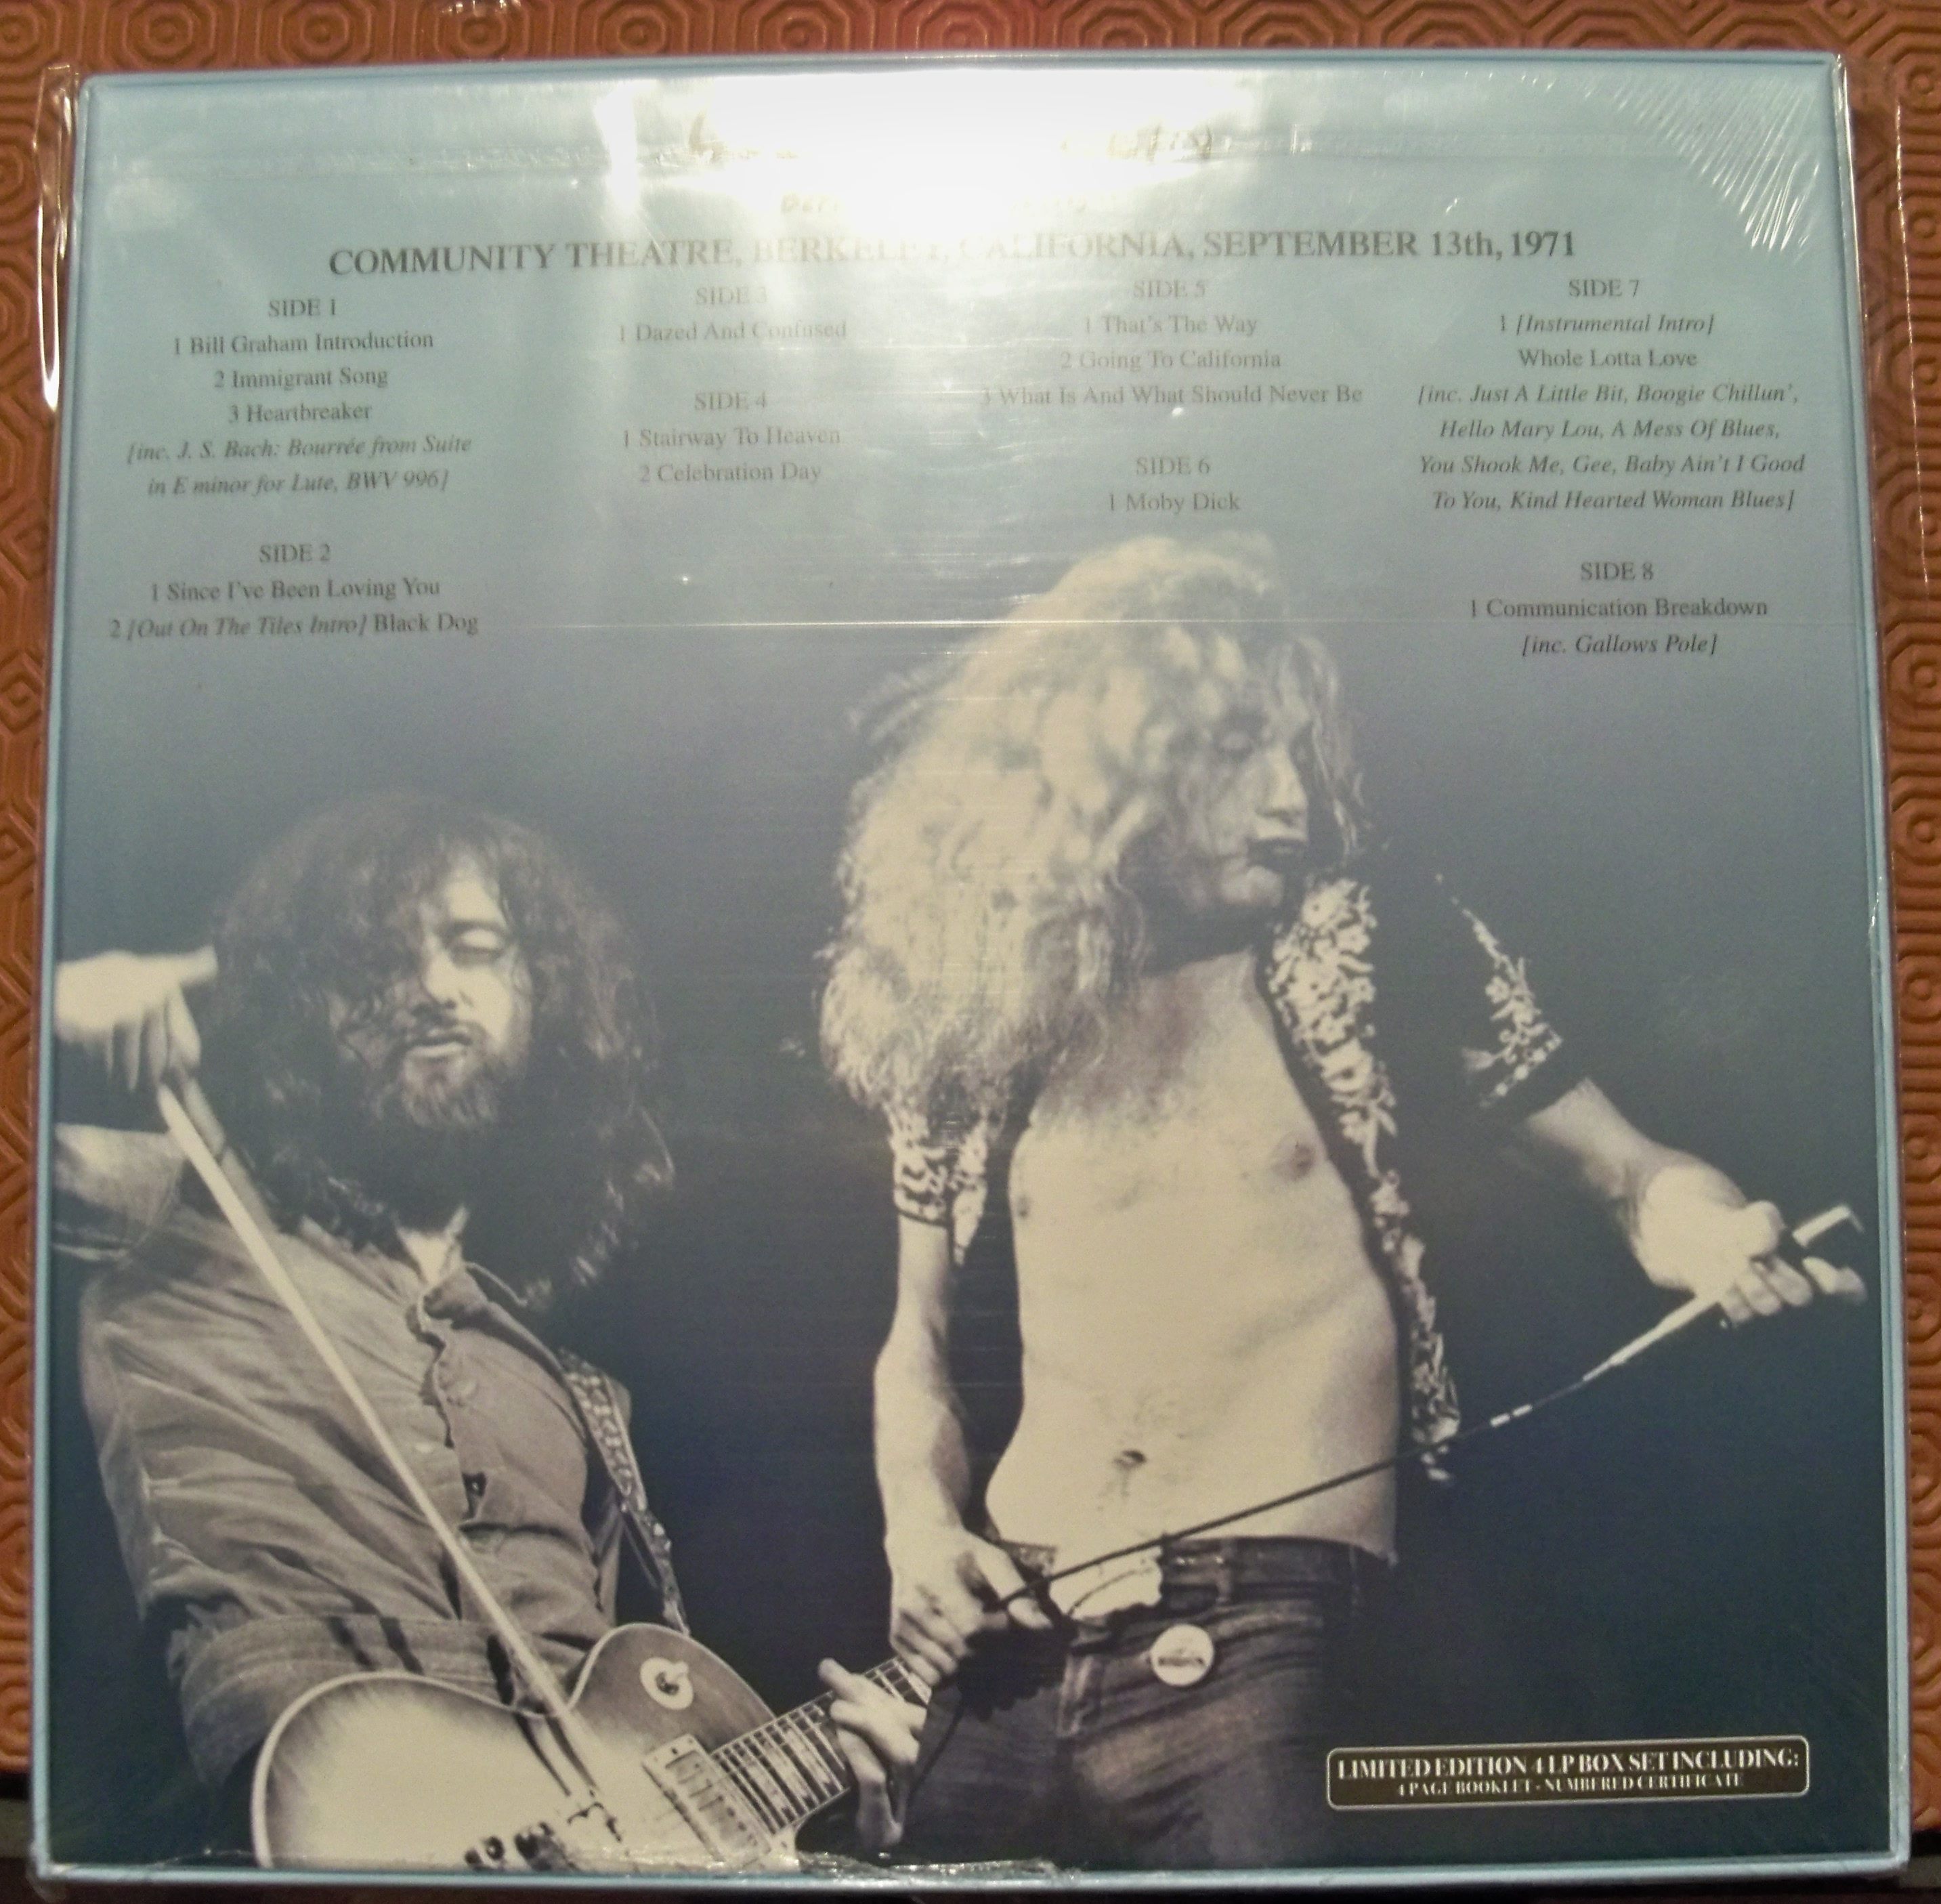 COMMUNITY THEATRE, BERKELEY, CALIFORNIA, SEPTEMBER 13th, 1971
SIDE 1
1 Bill Graham Introduction
2 Immigrant Song
3 Heartbreaker
[inc. J. S. Bach: Bourrée from Suite
in E minor for Lute, BWV 996]
SIDE 2
1 Since I've Been Loving You
2 [Out On The Tiles Intro] Black Dog
SIDE 3
1 Dazed And Confused
SIDE 4
1 Stairway To Heaven
2 Celebration Day
SIDE 5
1 That's The Way
2 Going To California
3 What Is And What Should Never Be
SIDE 6
1 Moby Dick
SIDE 7
1 [Instrumental Intro]
Whole Lotta Love
[inc. Just A Little Bit, Boogie Chillun',
Hello Mary Lou, A Mess Of Blues,
You Shook Me, Gee, Baby Ain't I Good
To You, Kind Hearted Woman Blues]
SIDE 8
1 Communication Breakdown
[inc. Gallows Pole]
LIMITED EDITION 4 LP BOX SET INCLUDING:
4 PAGE BOOKLET - NUMBERED CERTIFICATE